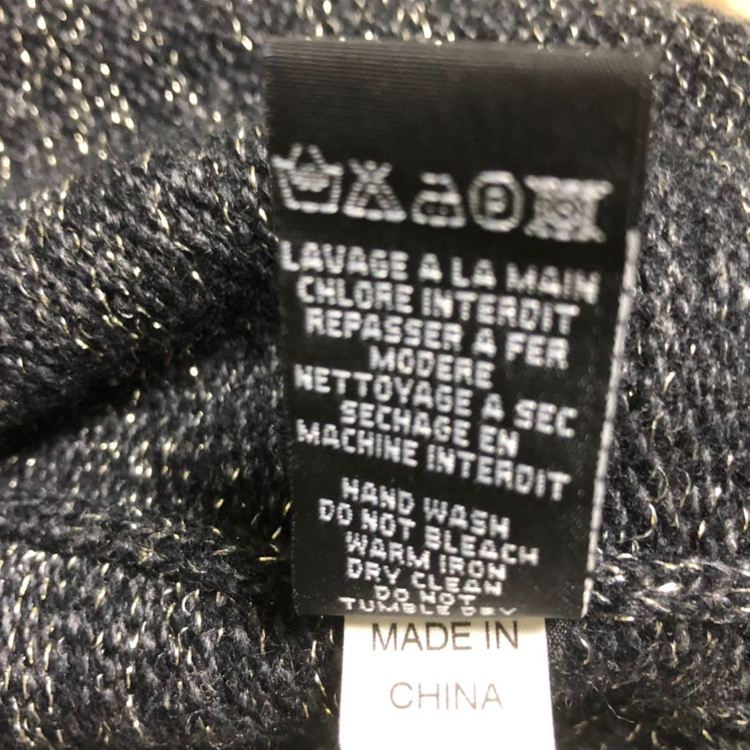 P
LAVAGE A LA MAIN
CHLORE INTERDIT
REPASSER A FER
MODERE
NETTOYAGE A SEC
SECHAGE EN
MACHINE INTERDIT
HAND WASH
DO NOT BLEACH
WARM IRON
DRY CLEAN
DO NOT
TUMBLE DRY
MADE IN
CHINA